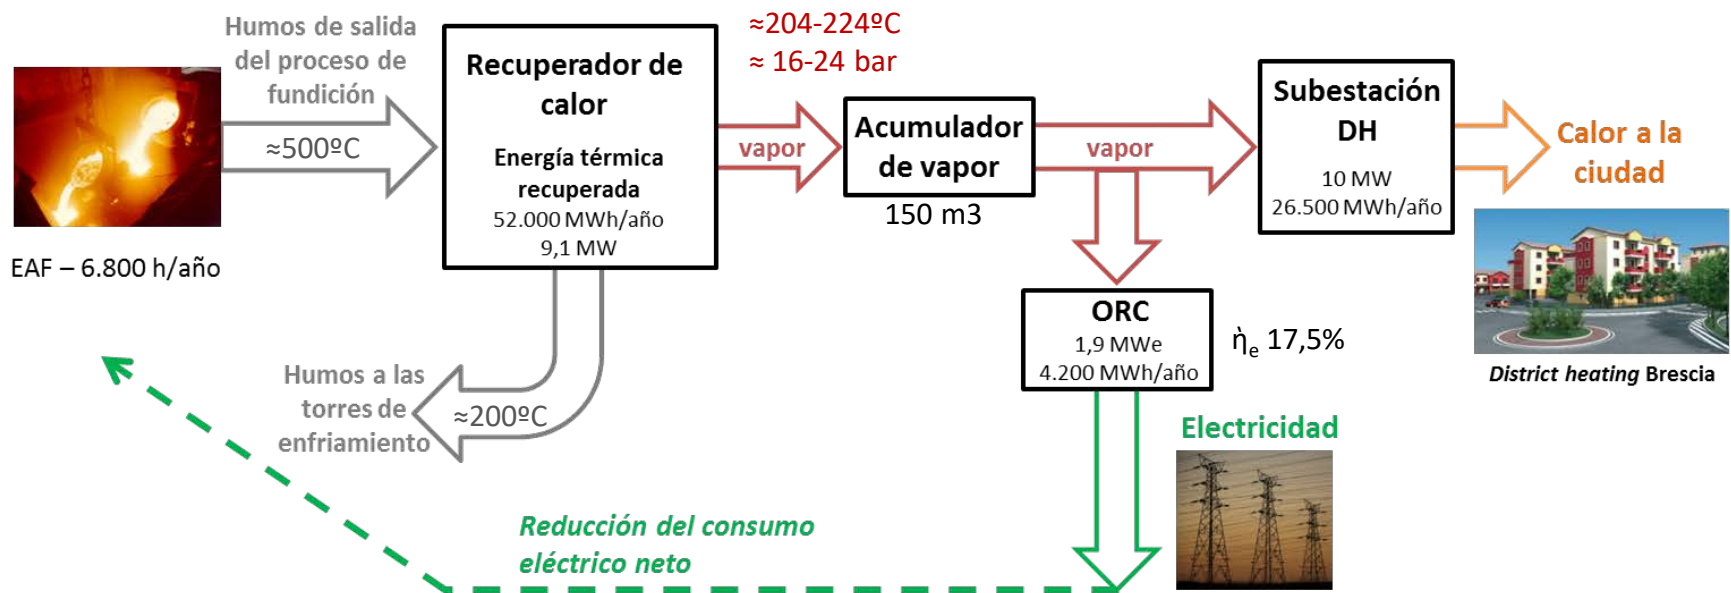 Humos de salida
del proceso de
fundición
≈500ºC
EAF – 6.800 h/año
Recuperador de
calor
Energía térmica
recuperada
52.000 MWh/año
9,1 MW
≈204-224ºC
≈ 16-24 bar
vapor
Acumulador
de vapor
150 m3
vapor
Subestación
DH
10 MW
26.500 MWh/año
Calor a la
ciudad
District heating Brescia
ORC
1,9 MWe
4.200 MWh/año
ὴe 17,5%
Humos a las
torres de
enfriamiento
≈200ºC
Electricidad
Reducción del consumo
eléctrico neto